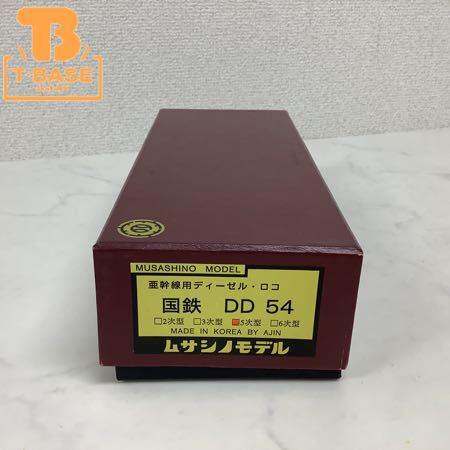 TB
T-BASE
JAPAN
S
MUSASHINO MODEL
亜幹線用ディーゼル・ロコ
国鉄 DD 54
□2次型 □3次型 ■5次型 □6次型
MADE IN KOREA BY AJIN
ムサシノモデル